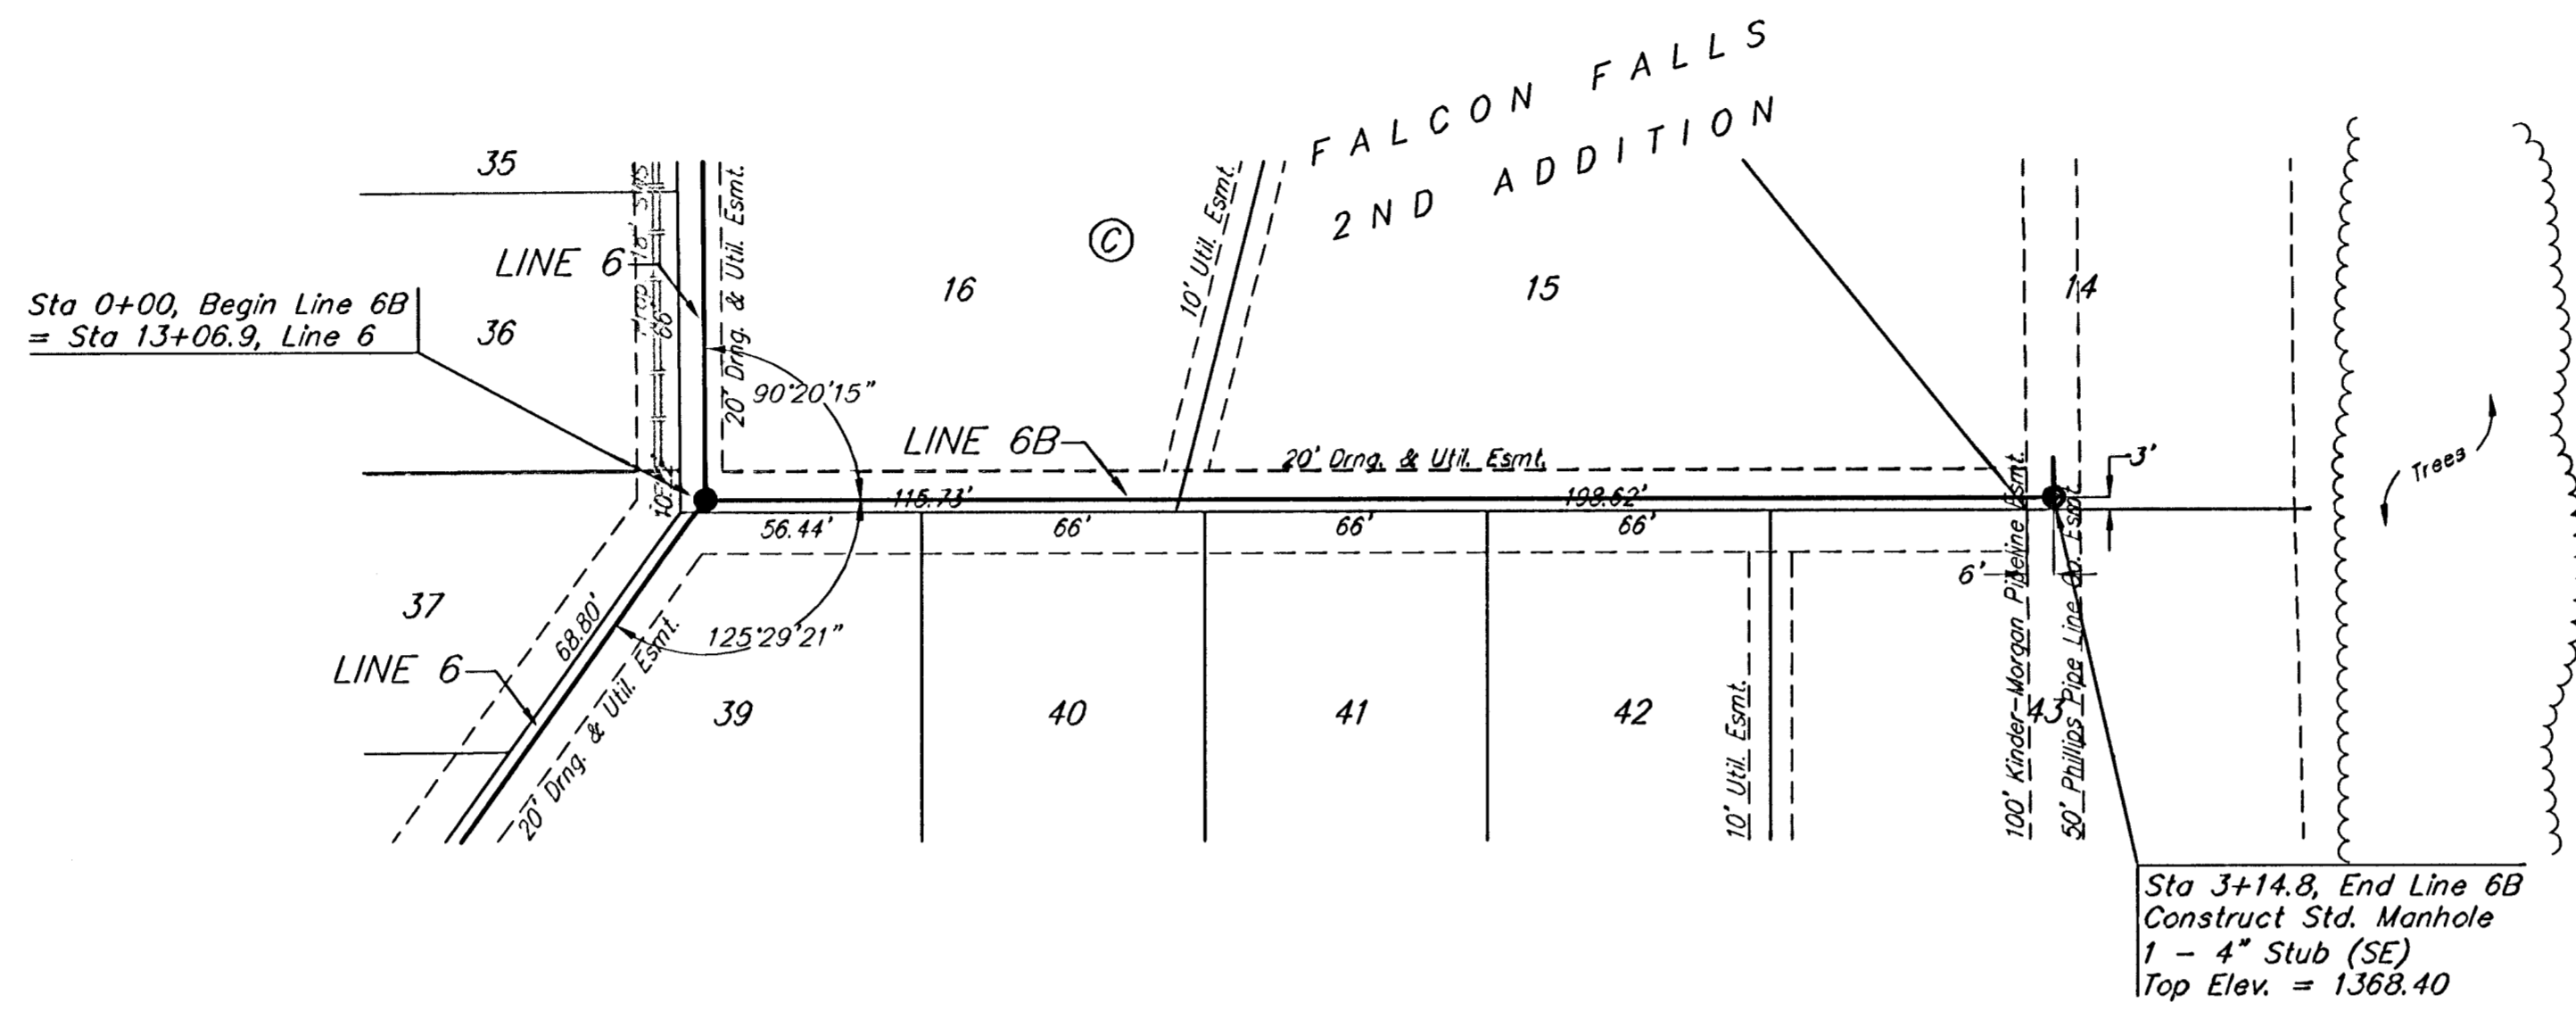 FALCON FALLS
2ND ADDITION
35
36
37
LINE 6
Sta 0+00, Begin Line 6B
= Sta 13+06.9, Line 6
66'
20' Drng. & Util. Esmt.
90°20'15"
16
C
10' Util. Esmt.
15
14
LINE 6B
20' Drng. & Util. Esmt.
115.73'
198.62'
3'
Trees
56.44'
66'
66'
66'
6'
68.80'
125°29'21"
LINE 6
20' Drng. & Util. Esmt.
39
40
41
42
43
10' Util. Esmt.
100' Kinder-Morgan Pipeline Esmt.
50' Phillips Pipe Line Co. Esmt.
Sta 3+14.8, End Line 6B
Construct Std. Manhole
1 - 4" Stub (SE)
Top Elev. = 1368.40